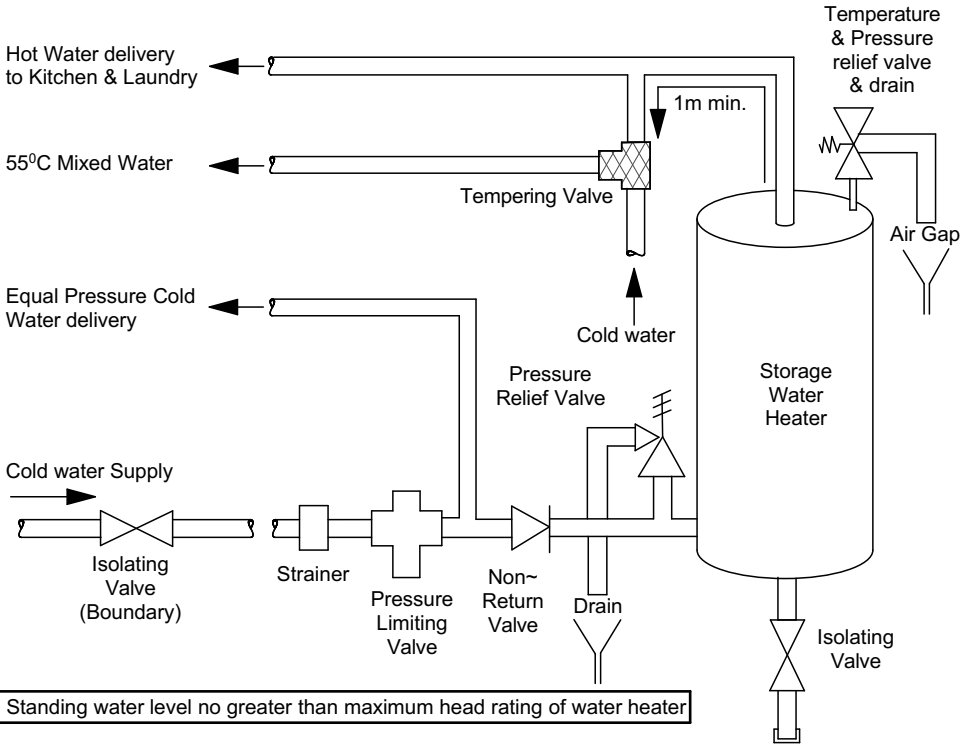 Temperature
& Pressure
relief valve
& drain
Hot Water delivery
to Kitchen & Laundry
1m min.
55⁰C Mixed Water
Tempering Valve
Air Gap
Equal Pressure Cold
Water delivery
Cold water
Pressure
Relief Valve
Storage
Water
Heater
Cold water Supply
Isolating
Valve
(Boundary)
Strainer
Pressure
Limiting
Valve
Non~
Return
Valve
Drain
Isolating
Valve
Standing water level no greater than maximum head rating of water heater